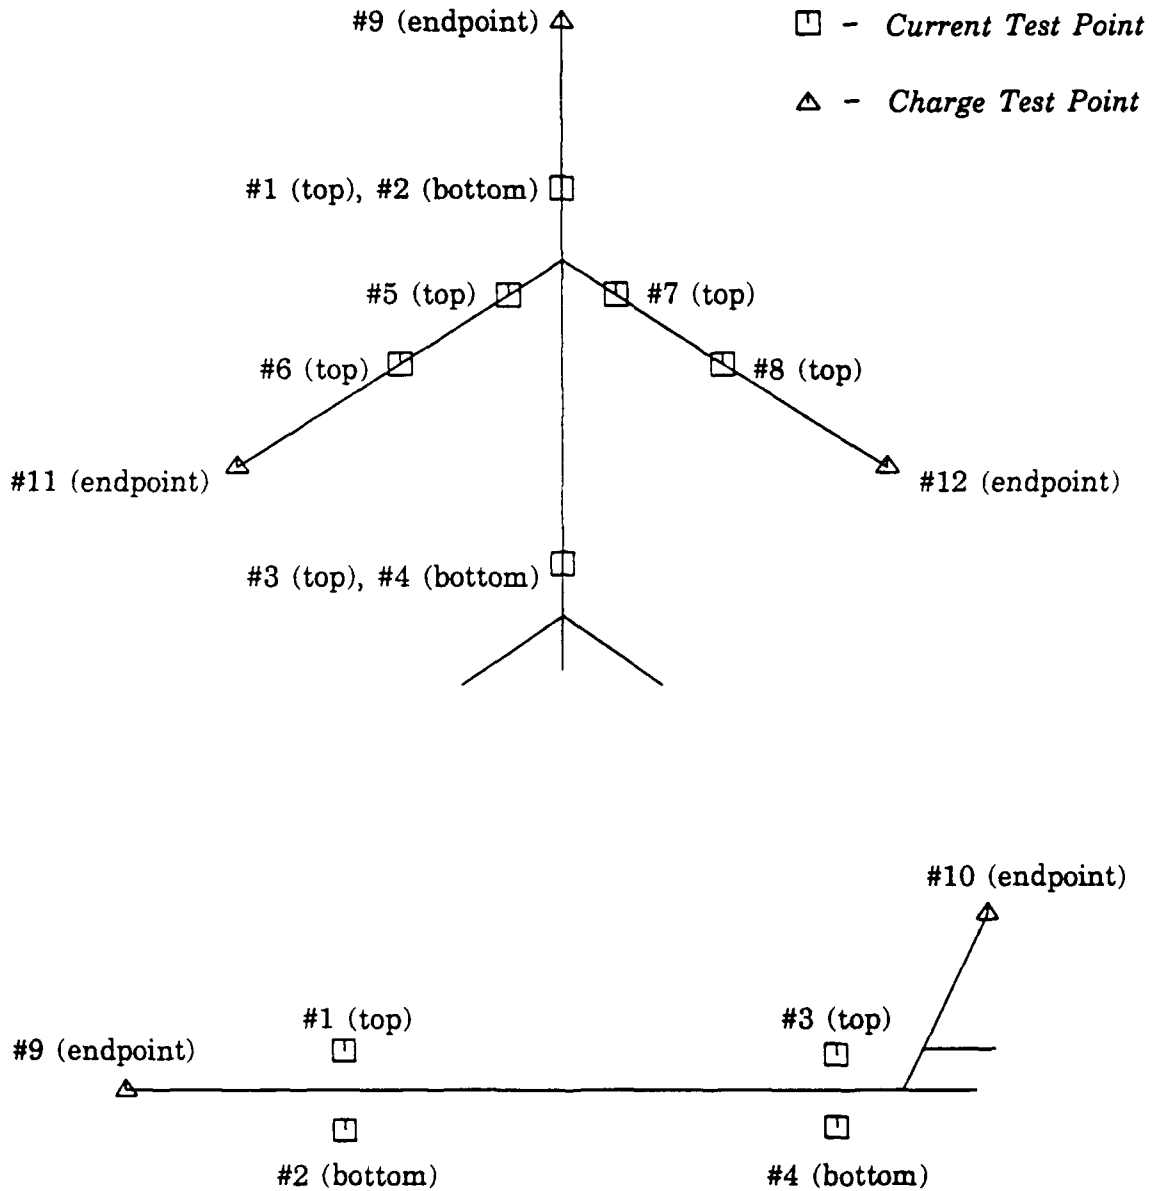 #9 (endpoint)
- Current Test Point
- Charge Test Point
#1 (top), #2 (bottom)
#5 (top)
#7 (top)
#6 (top)
#8 (top)
#11 (endpoint)
#12 (endpoint)
#3 (top), #4 (bottom)
#10 (endpoint)
#1 (top)
#3 (top)
#9 (endpoint)
#2 (bottom)
#4 (bottom)